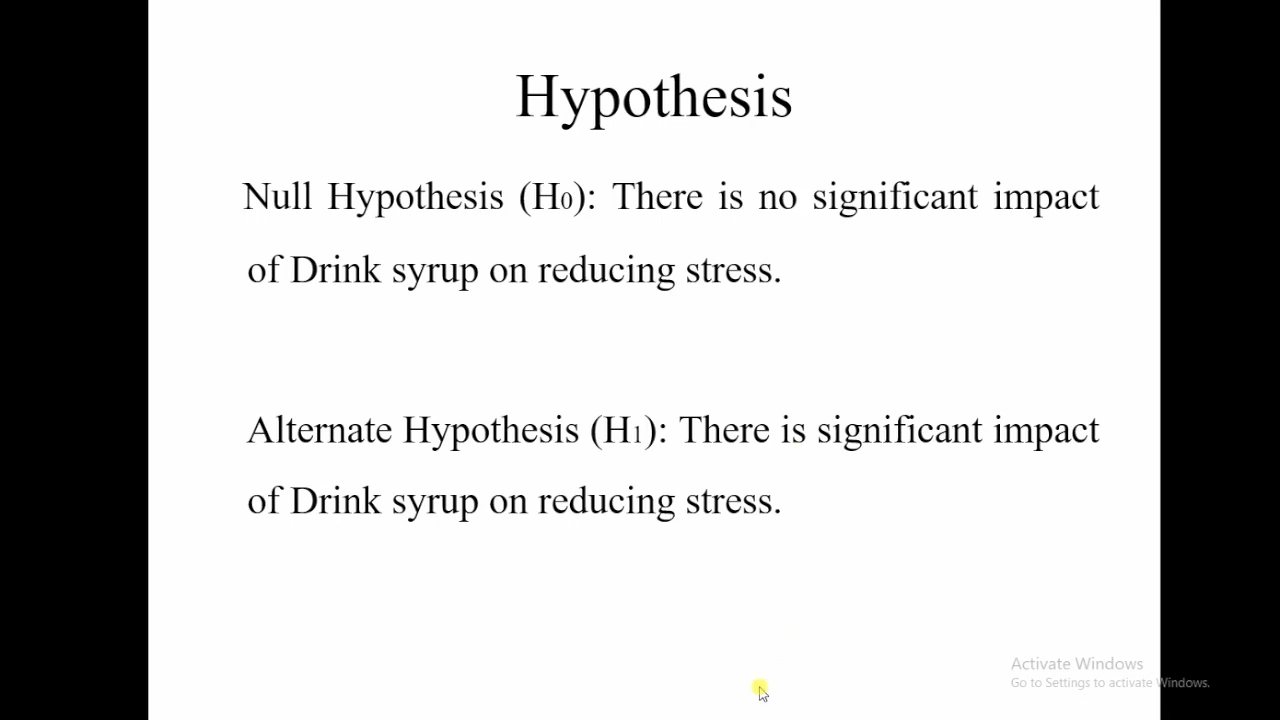 Hypothesis
Null Hypothesis (H0): There is no significant impact
of Drink syrup on reducing stress.
Alternate Hypothesis (H1): There is significant impact
of Drink syrup on reducing stress.
Activate Windows
Go to Settings to activate Windows.